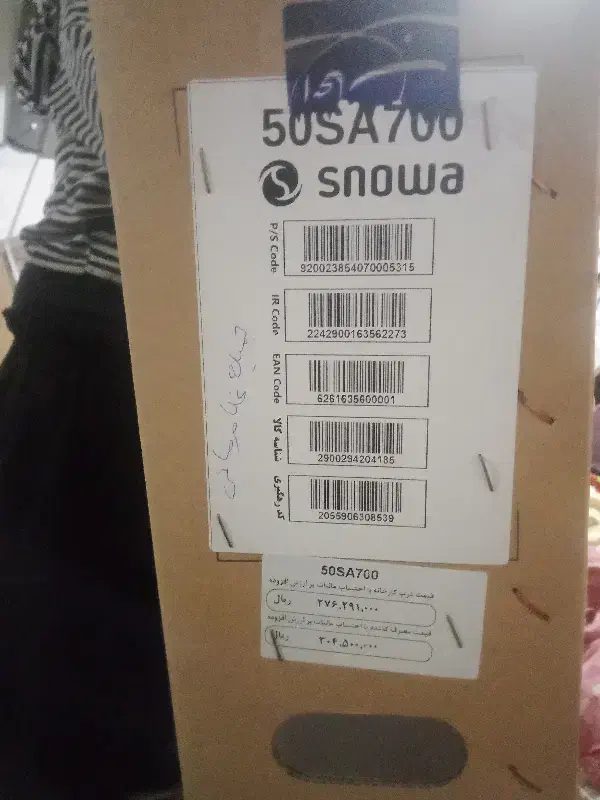 50SA700
snowa
P/S Code
920023854070005315
IR Code
2242900163562273
EAN Code
6261635600001
شناسه کالا
2900294204185
کد رهگیری
2055906308539
50SA700
قیمت درب کارخانه با احتساب مالیات بر ارزش افزوده
۲۷۶.۲۹۱.۰۰۰ ریال
قیمت مصرف کننده با احتساب مالیات بر ارزش افزوده
۳۰۴.۵۰۰.۰۰۰ ریال